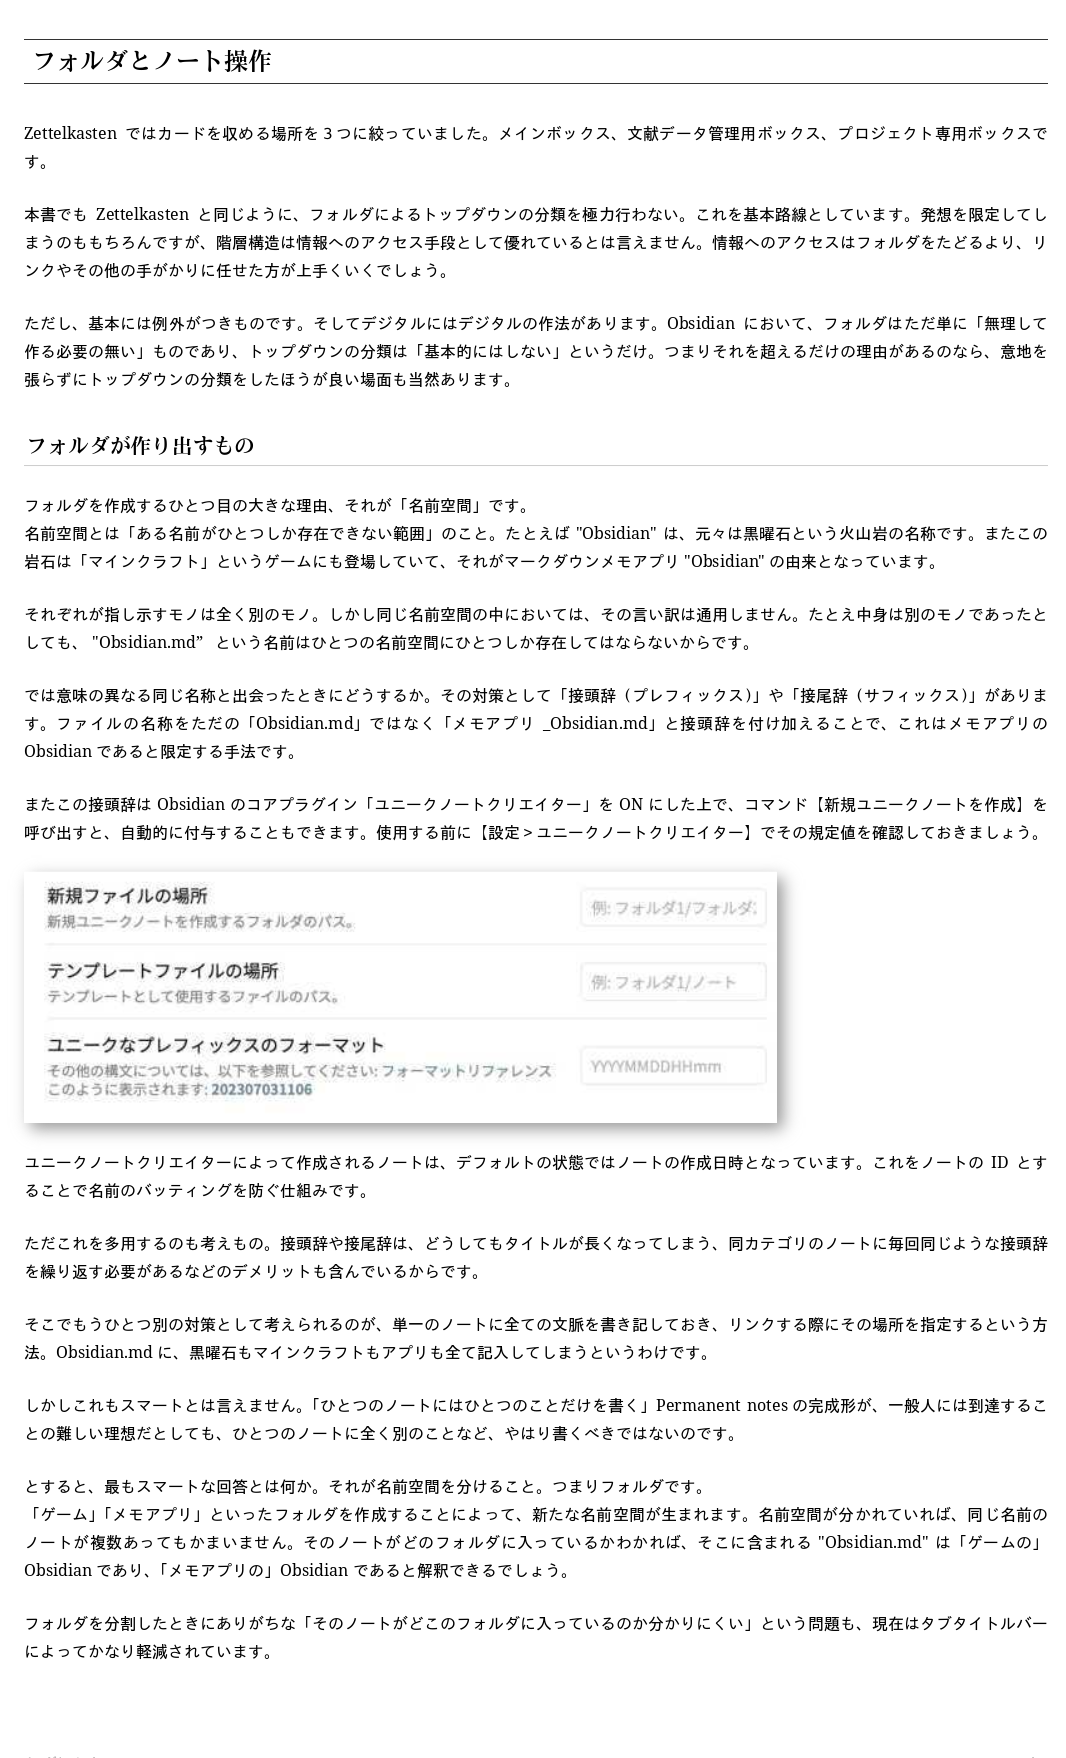 フォルダとノート操作
Zettelkasten ではカードを収める場所を３つに絞っていました。メインボックス、文献データ管理用ボックス、プロジェクト専用ボックスで
す。
本書でも Zettelkasten と同じように、フォルダによるトップダウンの分類を極力行わない。これを基本路線としています。発想を限定してし
まうのももちろんですが、階層構造は情報へのアクセス手段として優れているとは言えません。情報へのアクセスはフォルダをたどるより、リ
ンクやその他の手がかりに任せた方が上手くいくでしょう。
ただし、基本には例外がつきものです。そしてデジタルにはデジタルの作法があります。Obsidian において、フォルダはただ単に「無理して
作る必要の無い」ものであり、トップダウンの分類は「基本的にはしない」というだけ。つまりそれを超えるだけの理由があるのなら、意地を
張らずにトップダウンの分類をしたほうが良い場面も当然あります。
フォルダが作り出すもの
フォルダを作成するひとつ目の大きな理由、それが「名前空間」です。
名前空間とは「ある名前がひとつしか存在できない範囲」のこと。たとえば "Obsidian" は、元々は黒曜石という火山岩の名称です。またこの
岩石は「マインクラフト」というゲームにも登場していて、それがマークダウンメモアプリ "Obsidian" の由来となっています。
それぞれが指し示すモノは全く別のモノ。しかし同じ名前空間の中においては、その言い訳は通用しません。たとえ中身は別のモノであったと
しても、 "Obsidian.md” という名前はひとつの名前空間にひとつしか存在してはならないからです。
では意味の異なる同じ名称と出会ったときにどうするか。その対策として「接頭辞（プレフィックス）」や「接尾辞（サフィックス）」がありま
す。ファイルの名称をただの「Obsidian.md」ではなく「メモアプリ _Obsidian.md」と接頭辞を付け加えることで、これはメモアプリの
Obsidian であると限定する手法です。
またこの接頭辞は Obsidian のコアプラグイン「ユニークノートクリエイター」を ON にした上で、コマンド【新規ユニークノートを作成】を
呼び出すと、自動的に付与することもできます。使用する前に【設定 > ユニークノートクリエイター】でその規定値を確認しておきましょう。
新規ファイルの場所
新規ユニークノートを作成するフォルダのパス。
例: フォルダ1/フォルダ
テンプレートファイルの場所
テンプレートとして使用するファイルのパス。
例: フォルダ1/ノート
ユニークなプレフィックスのフォーマット
その他の構文については、以下を参照してください: フォーマットリファレンス
このように表示されます: 202307031106
YYYYMMDDHHmm
ユニークノートクリエイターによって作成されるノートは、デフォルトの状態ではノートの作成日時となっています。これをノートの ID とす
ることで名前のバッティングを防ぐ仕組みです。
ただこれを多用するのも考えもの。接頭辞や接尾辞は、どうしてもタイトルが長くなってしまう、同カテゴリのノートに毎回同じような接頭辞
を繰り返す必要があるなどのデメリットも含んでいるからです。
そこでもうひとつ別の対策として考えられるのが、単一のノートに全ての文脈を書き記しておき、リンクする際にその場所を指定するという方
法。Obsidian.md に、黒曜石もマインクラフトもアプリも全て記入してしまうというわけです。
しかしこれもスマートとは言えません。「ひとつのノートにはひとつのことだけを書く」Permanent notes の完成形が、一般人には到達するこ
との難しい理想だとしても、ひとつのノートに全く別のことなど、やはり書くべきではないのです。
とすると、最もスマートな回答とは何か。それが名前空間を分けること。つまりフォルダです。
「ゲーム」「メモアプリ」といったフォルダを作成することによって、新たな名前空間が生まれます。名前空間が分かれていれば、同じ名前の
ノートが複数あってもかまいません。そのノートがどのフォルダに入っているかわかれば、そこに含まれる "Obsidian.md" は「ゲームの」
Obsidian であり、「メモアプリの」Obsidian であると解釈できるでしょう。
フォルダを分割したときにありがちな「そのノートがどこのフォルダに入っているのか分かりにくい」という問題も、現在はタブタイトルバー
によってかなり軽減されています。